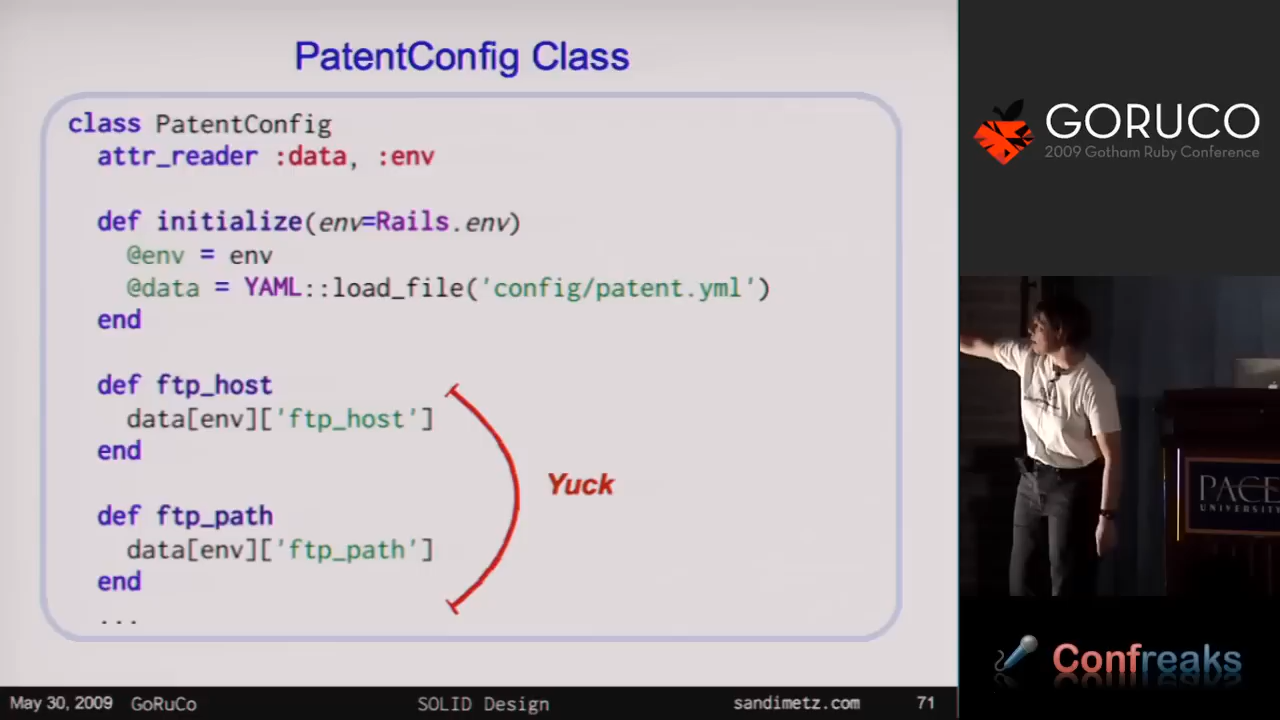 PatentConfig Class
class PatentConfig
attr_reader :data, :env
def initialize(env=Rails.env)
@env = env
@data = YAML::load_file('config/patent.yml')
end
def ftp_host
data[env]['ftp_host']
end
def ftp_path
data[env]['ftp_path']
end
...
Yuck
May 30, 2009 GoRuCo SOLID Design sandimetz.com 71
GORUCO
2009 Gotham Ruby Conference
PACE
UNIVERSITY
Confreaks